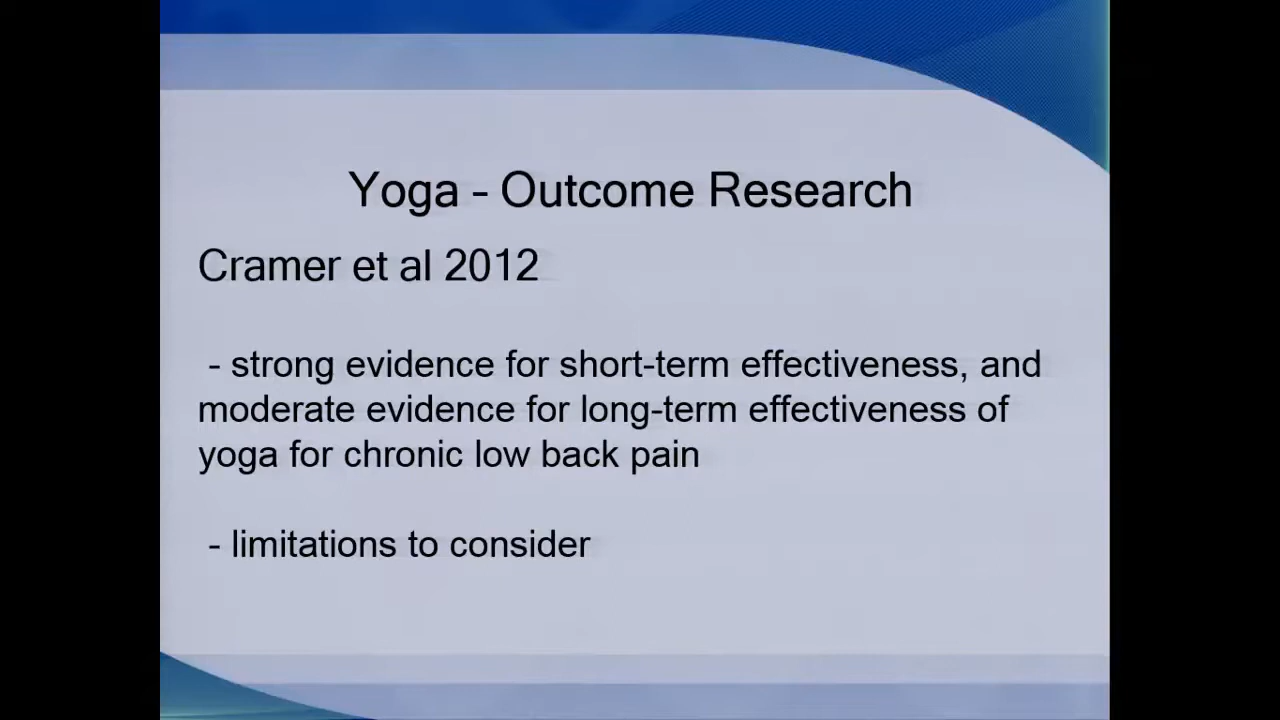 Yoga - Outcome Research
Cramer et al 2012
- strong evidence for short-term effectiveness, and
moderate evidence for long-term effectiveness of
yoga for chronic low back pain
- limitations to consider